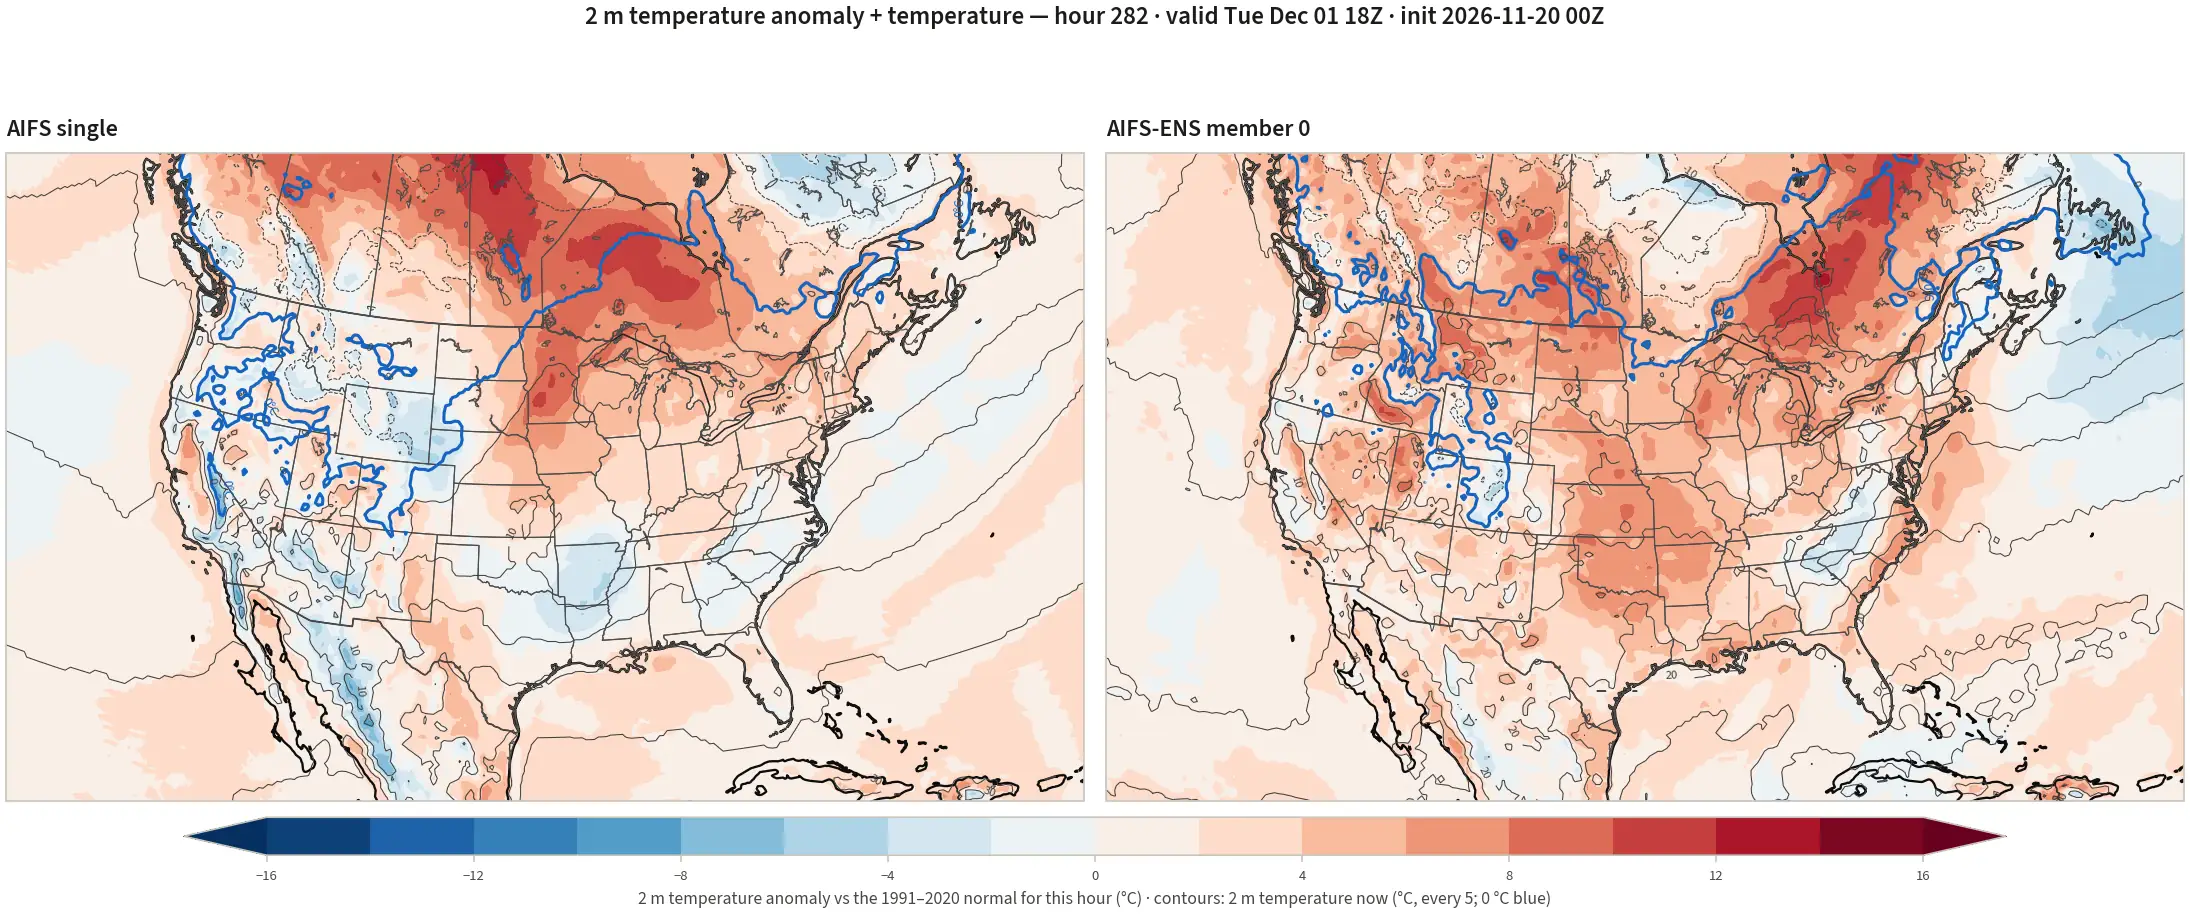 2 m temperature anomaly + temperature — hour 282 · valid Tue Dec 01 18Z · init 2026-11-20 00Z
AIFS single
AIFS-ENS member 0
−16 −12 −8 −4 0 4 8 12 16
2 m temperature anomaly vs the 1991–2020 normal for this hour (°C) · contours: 2 m temperature now (°C, every 5; 0 °C blue)